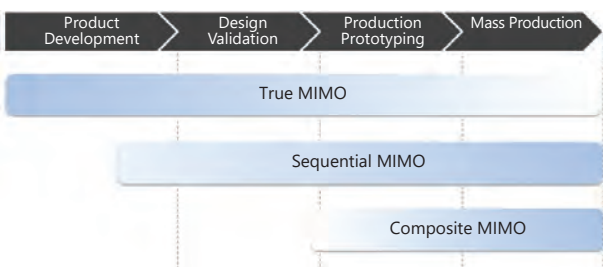 Product
Development
Design
Validation
Production
Prototyping
Mass Production
True MIMO
Sequential MIMO
Composite MIMO